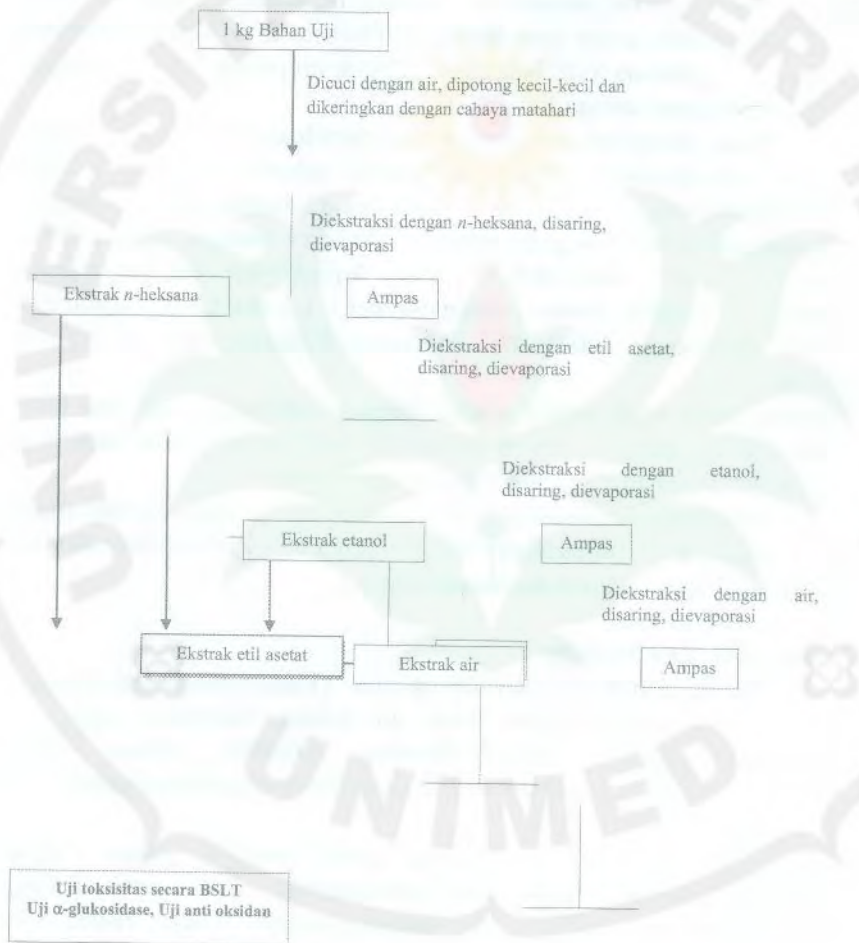 1 kg Bahan Uji
Dicuci dengan air, dipotong kecil-kecil dan
dikeringkan dengan cahaya matahari
Diekstraksi dengan n-heksana, disaring,
dievaporasi
Ekstrak n-heksana
Ampas
Diekstraksi dengan etil asetat,
disaring, dievaporasi
Diekstraksi dengan etanol,
disaring, dievaporasi
Ekstrak etanol
Ampas
Diekstraksi dengan air,
disaring, dievaporasi
Ekstrak etil asetat
Ekstrak air
Ampas
UNIMED
Uji toksisitas secara BSLT
Uji α-glukosidase, Uji anti oksidan